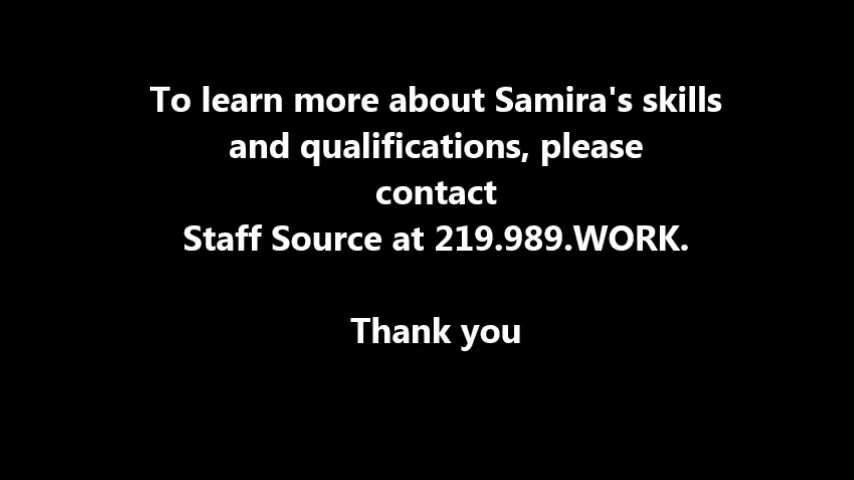 To learn more about Samira's skills
and qualifications, please
contact
Staff Source at 219.989.WORK.
Thank you